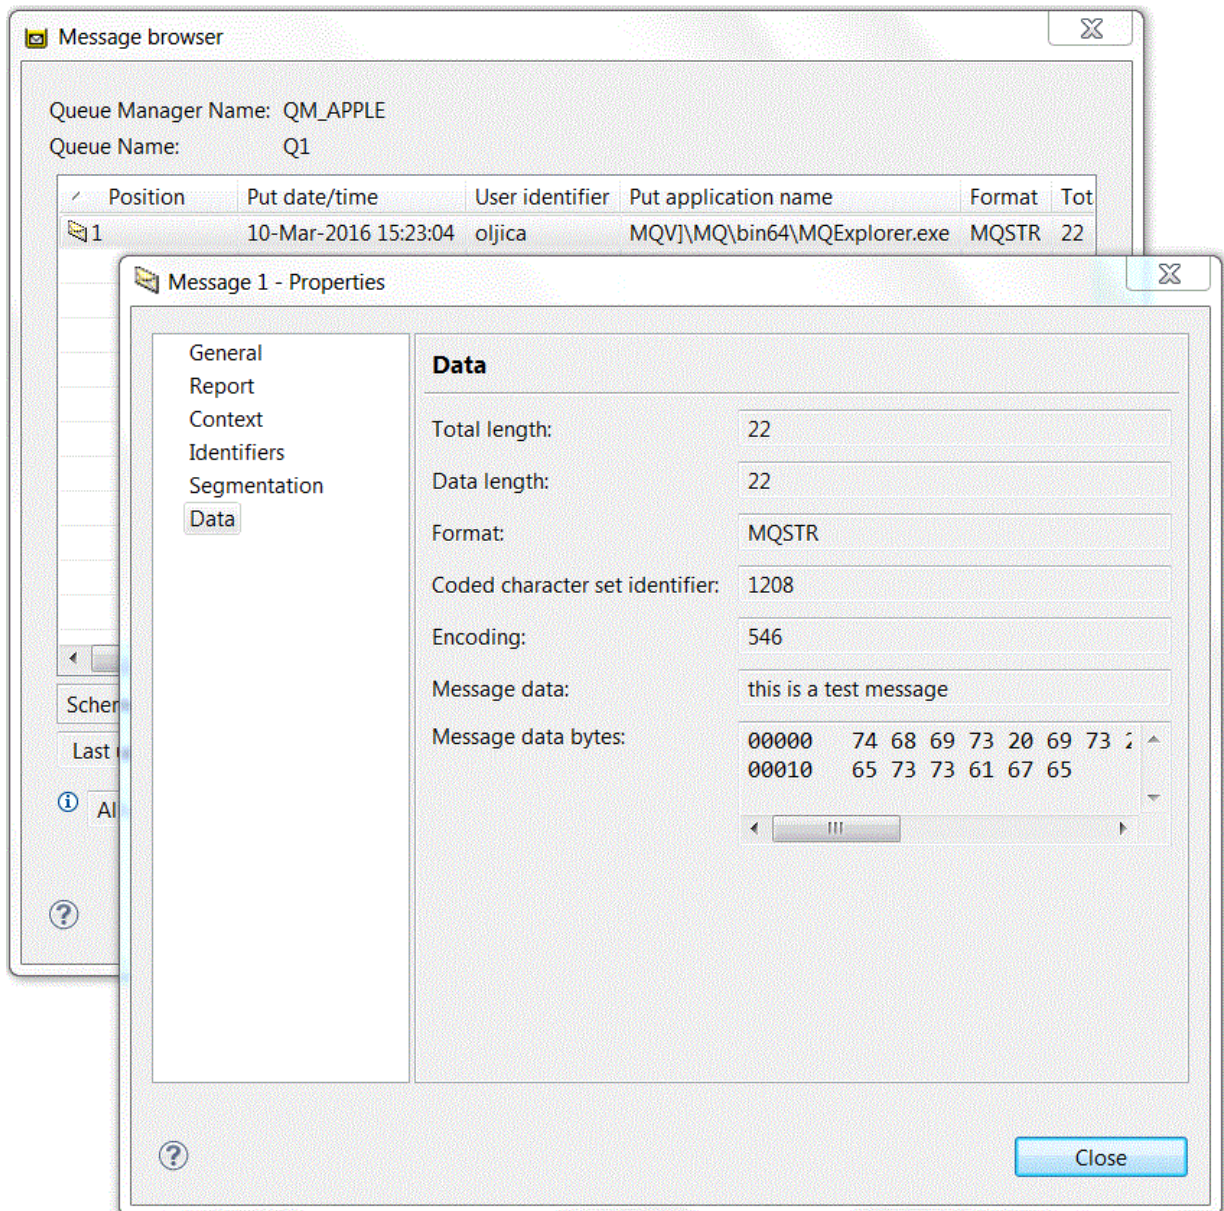 Message browser
Queue Manager Name: QM_APPLE
Queue Name: Q1
Position Put date/time User identifier Put application name Format Tot
1 10-Mar-2016 15:23:04 oljica MQV]\MQ\bin64\MQExplorer.exe MQSTR 22
Message 1 - Properties
General
Report
Context
Identifiers
Segmentation
Data
Data
Total length: 22
Data length: 22
Format: MQSTR
Coded character set identifier: 1208
Encoding: 546
Message data: this is a test message
Message data bytes: 00000 74 68 69 73 20 69 73
00010 65 73 73 61 67 65
Scher
Last
Al
Close